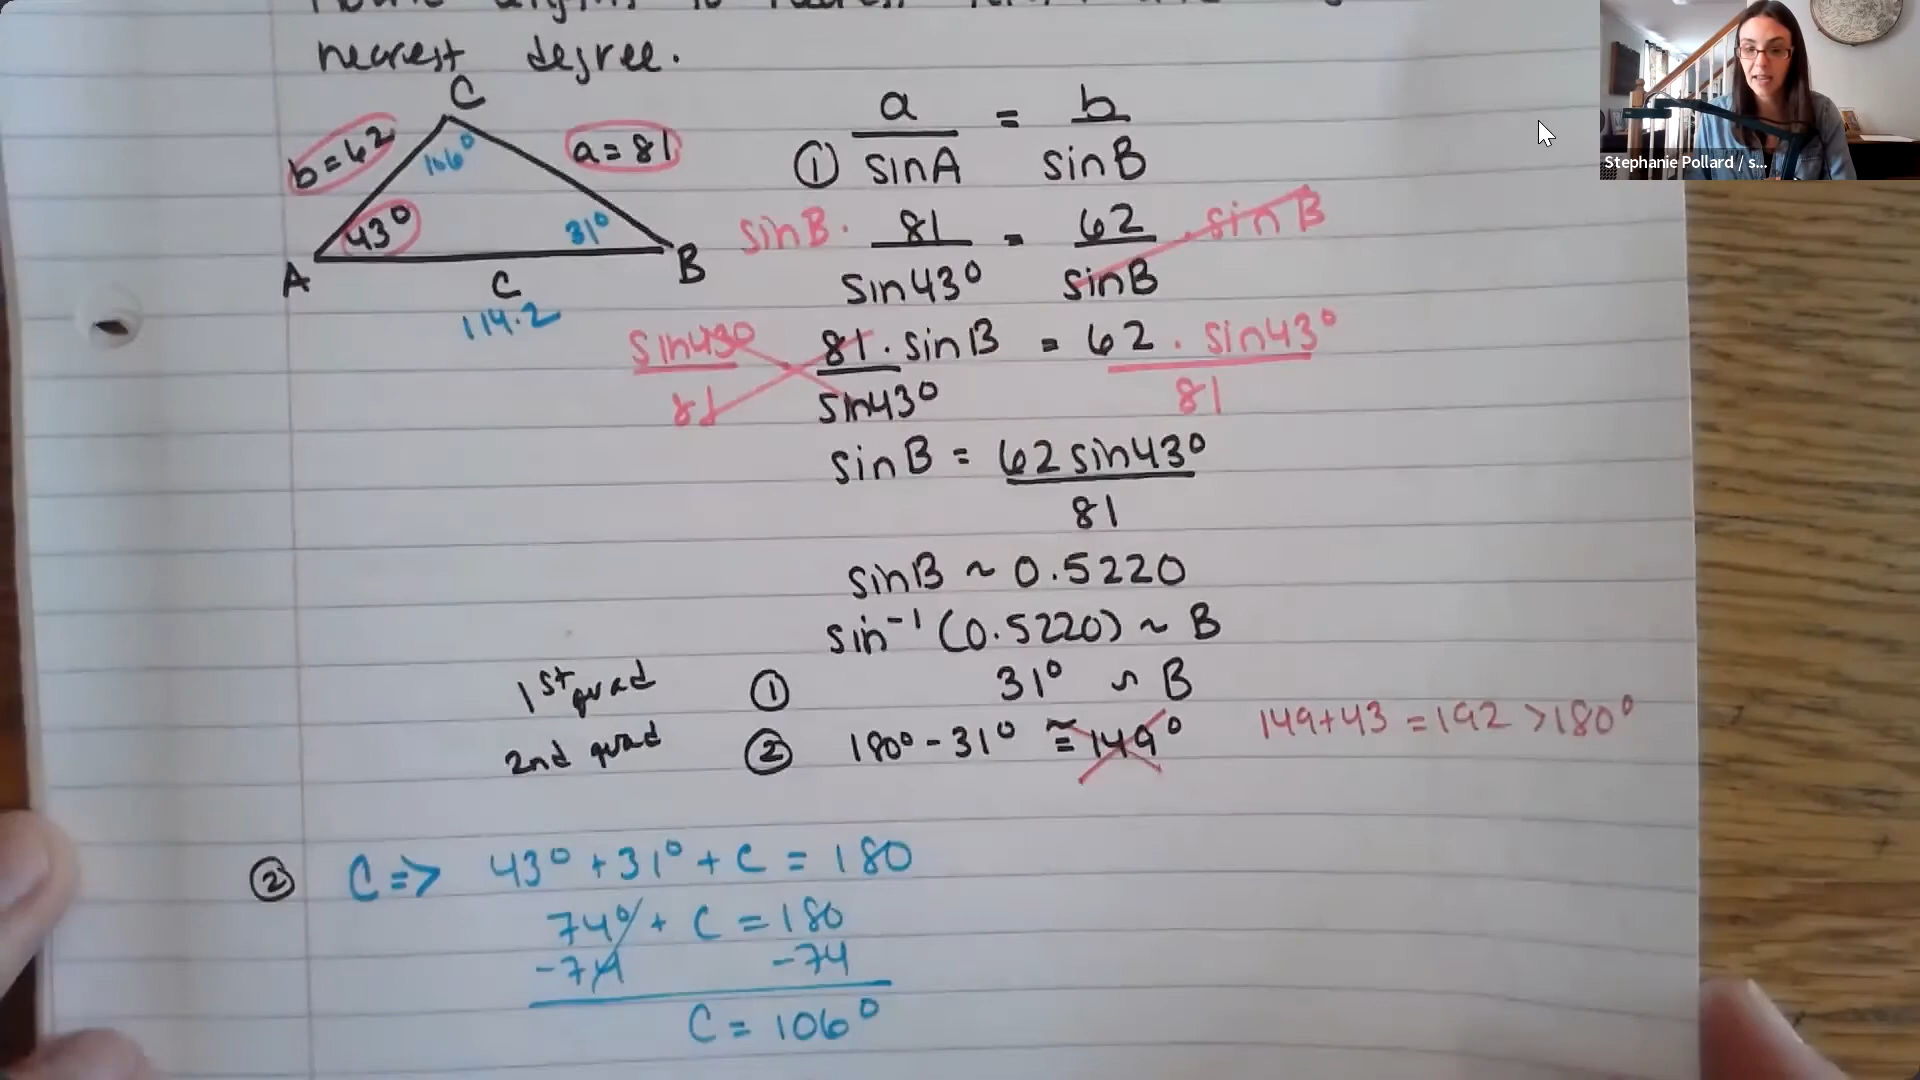 nearest degree.
C
b=62
a=81
106°
43°
31°
A
B
C
114.2
① a/sinA = b/sinB
sinB · 81/sin43° = 62/sinB · sinB
sin43°/81 81·sinB/sin43° = 62 · sin43°/81
sinB = 62sin43°/81
sinB ~ 0.5220
sin⁻¹(0.5220) ~ B
1st quad ① 31° ~ B
2nd quad ② 180° - 31° ≅ 149° 149+43 = 192 >180°
② C => 43° + 31° + C = 180
74° + C = 180
-74 -74
C = 106°
Stephanie Pollard / s...